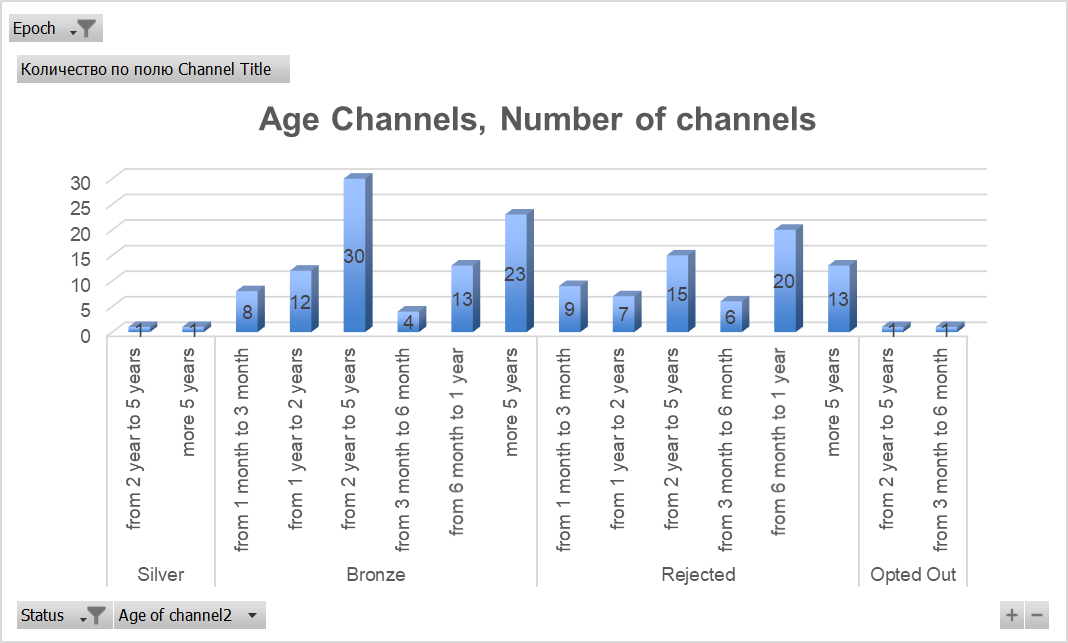 Epoch
Количество по полю Channel Title
Age Channels, Number of channels
30
25
20
15
10
5
0
1
1
8
12
30
4
13
23
9
7
15
6
20
13
1
1
from 2 year to 5 years
more 5 years
from 1 month to 3 month
from 1 year to 2 years
from 2 year to 5 years
from 3 month to 6 month
from 6 month to 1 year
more 5 years
from 1 month to 3 month
from 1 year to 2 years
from 2 year to 5 years
from 3 month to 6 month
from 6 month to 1 year
more 5 years
from 2 year to 5 years
from 3 month to 6 month
Silver
Bronze
Rejected
Opted Out
Status
Age of channel2
+ −